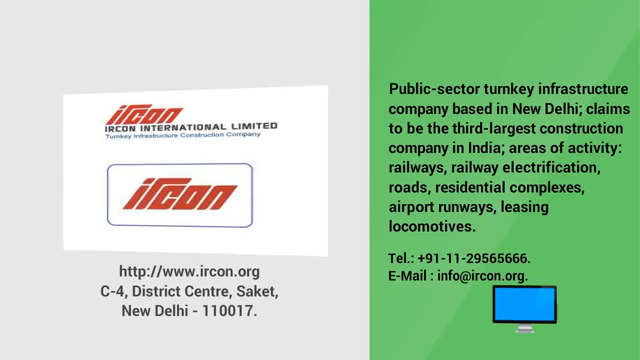 ircon
IRCON INTERNATIONAL LIMITED
Turnkey Infrastructure Construction Company
ircon
http://www.ircon.org
C-4, District Centre, Saket,
New Delhi - 110017.
Public-sector turnkey infrastructure
company based in New Delhi; claims
to be the third-largest construction
company in India; areas of activity:
railways, railway electrification,
roads, residential complexes,
airport runways, leasing
locomotives.
Tel.: +91-11-29565666.
E-Mail : info@ircon.org.